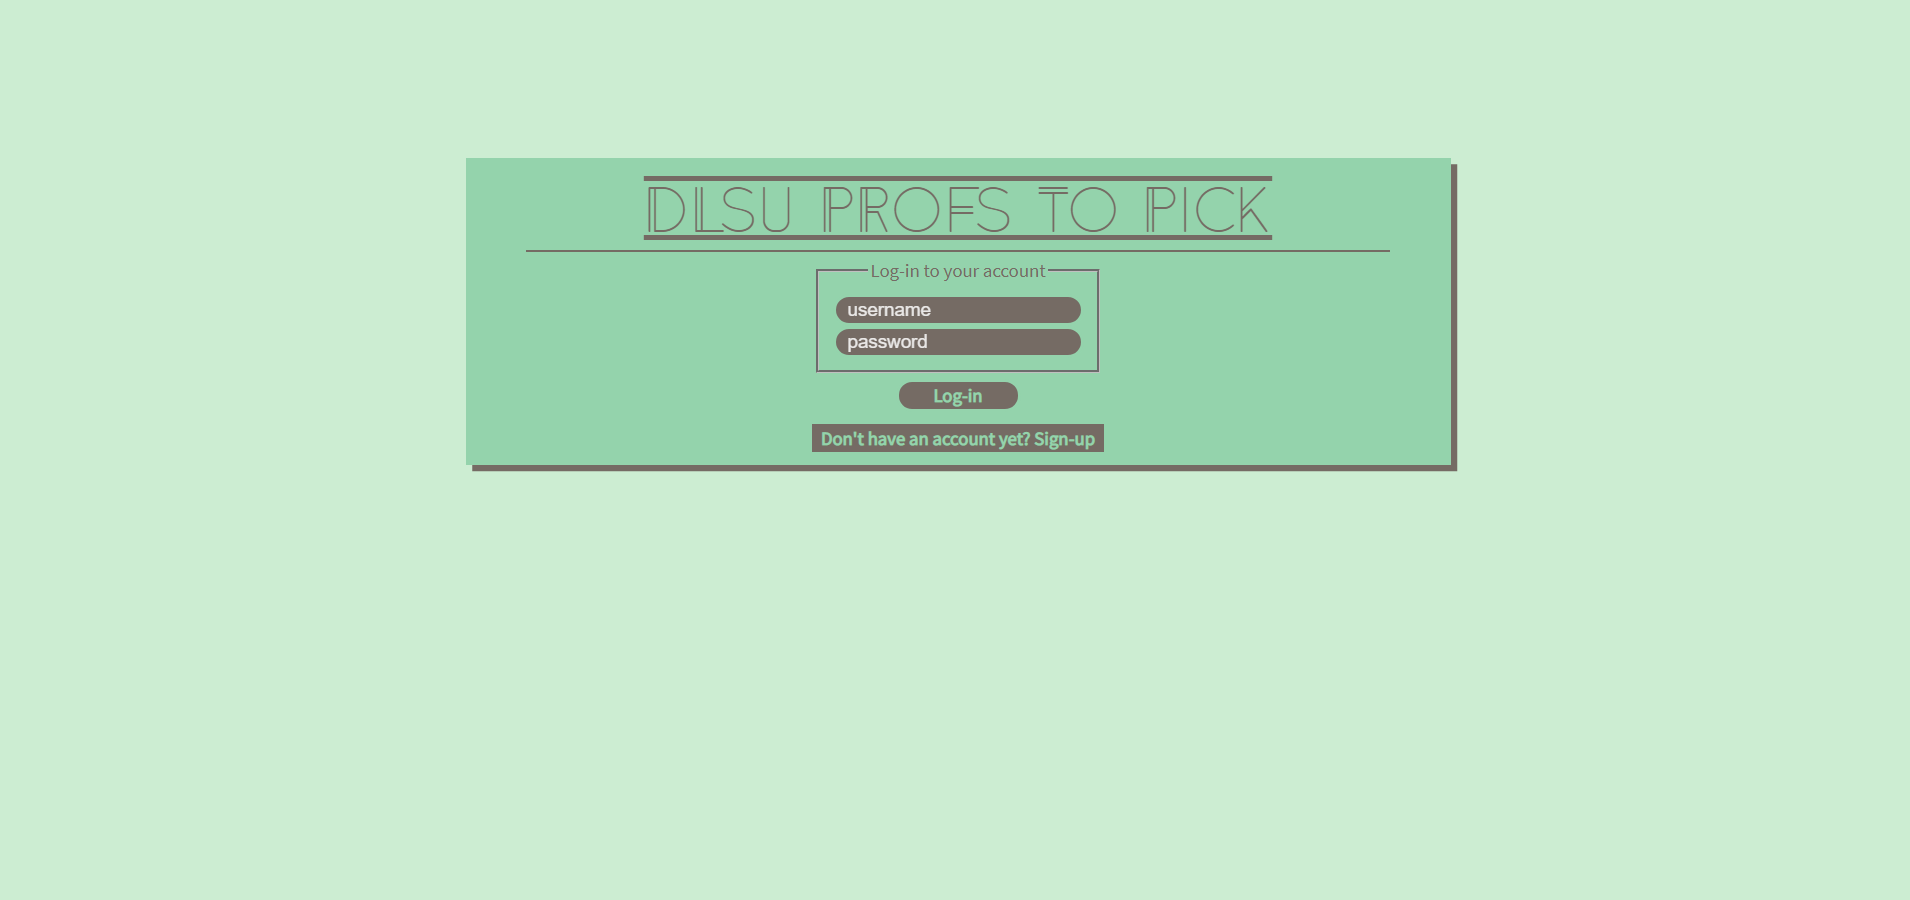 DLSU PROFS TO PICK
Log-in to your account
username
password
Log-in
Don't have an account yet? Sign-up